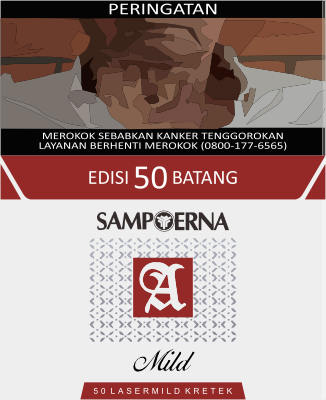 PERINGATAN
MEROKOK SEBABKAN KANKER TENGGOROKAN
LAYANAN BERHENTI MEROKOK (0800-177-6565)
EDISI 50 BATANG
SAMPOERNA
A
Mild
50 LASERMILD KRETEK